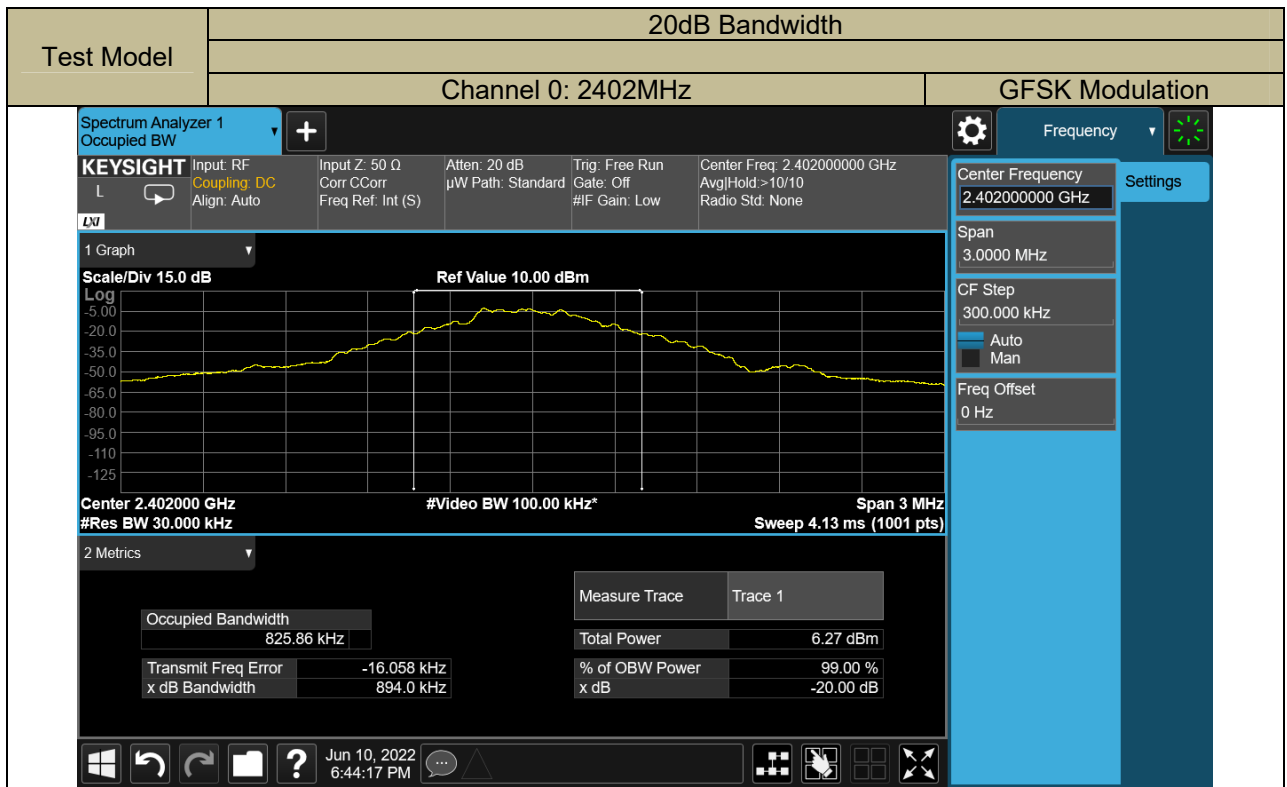 Test Model
20dB Bandwidth
Channel 0: 2402MHz
GFSK Modulation
Spectrum Analyzer 1
Occupied BW
Frequency
KEYSIGHT
L
LXI
Input: RF
Coupling: DC
Align: Auto
Input Z: 50 Ω
Corr CCorr
Freq Ref: Int (S)
Atten: 20 dB
µW Path: Standard
Trig: Free Run
Gate: Off
#IF Gain: Low
Center Freq: 2.402000000 GHz
Avg|Hold:>10/10
Radio Std: None
Center Frequency
2.402000000 GHz
Settings
Span
3.0000 MHz
CF Step
300.000 kHz
Auto
Man
Freq Offset
0 Hz
1 Graph
Scale/Div 15.0 dB
Ref Value 10.00 dBm
Log
-5.00
-20.0
-35.0
-50.0
-65.0
-80.0
-95.0
-110
-125
Center 2.402000 GHz
#Video BW 100.00 kHz*
Span 3 MHz
#Res BW 30.000 kHz
Sweep 4.13 ms (1001 pts)
2 Metrics
Measure Trace
Trace 1
Occupied Bandwidth
825.86 kHz
Total Power
6.27 dBm
Transmit Freq Error
-16.058 kHz
% of OBW Power
99.00 %
x dB Bandwidth
894.0 kHz
x dB
-20.00 dB
?
Jun 10, 2022
6:44:17 PM